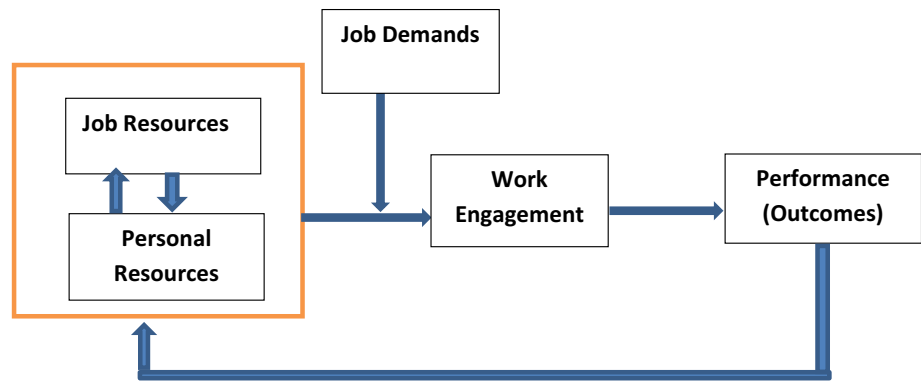 Job Demands
Job Resources
Personal
Resources
Work
Engagement
Performance
(Outcomes)